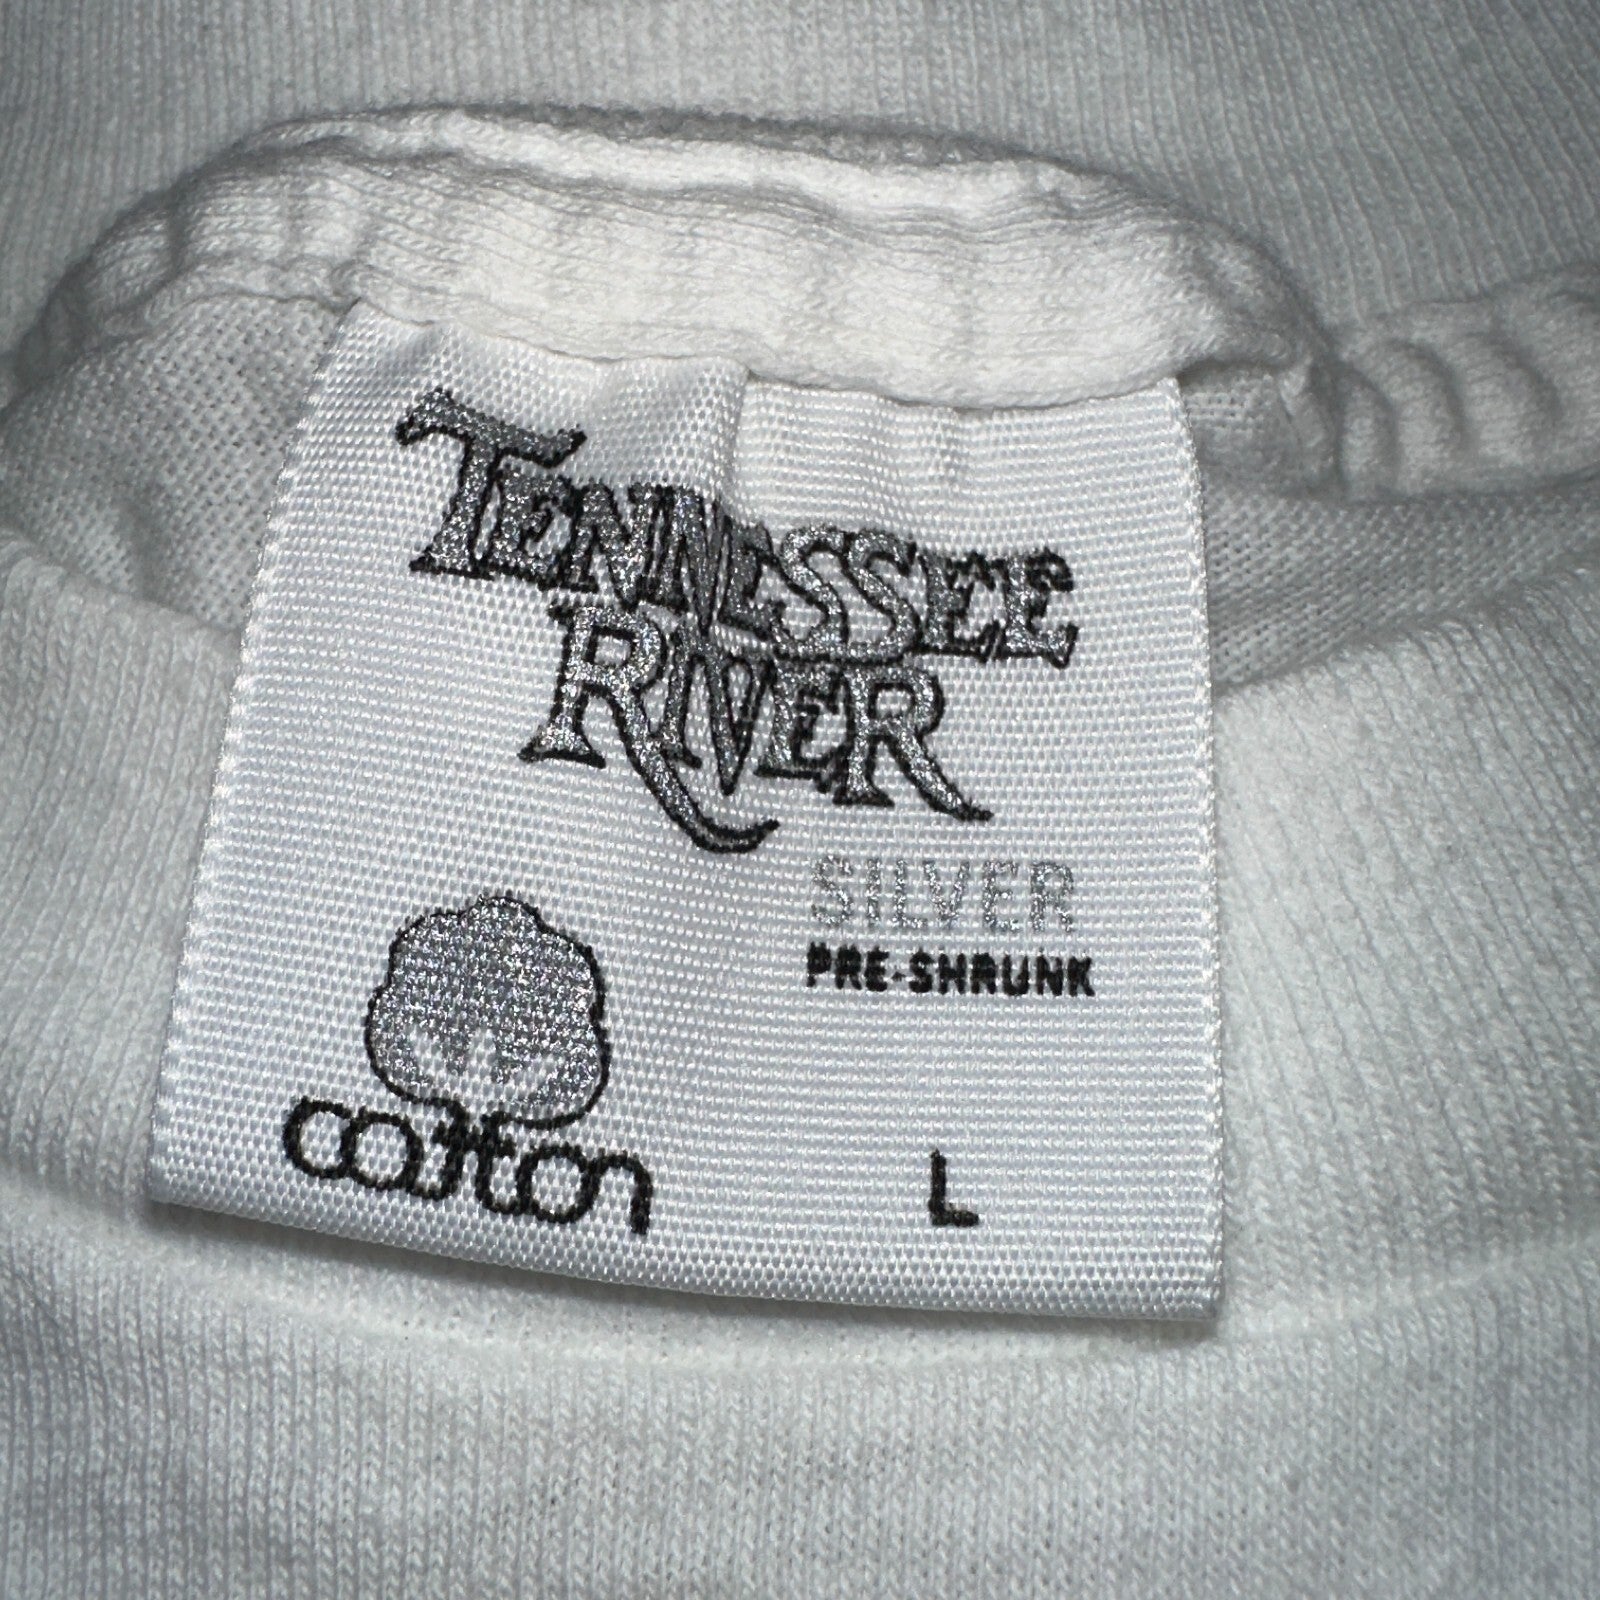 TENNESSEE
RIVER
SILVER
PRE-SHRUNK
cotton
L